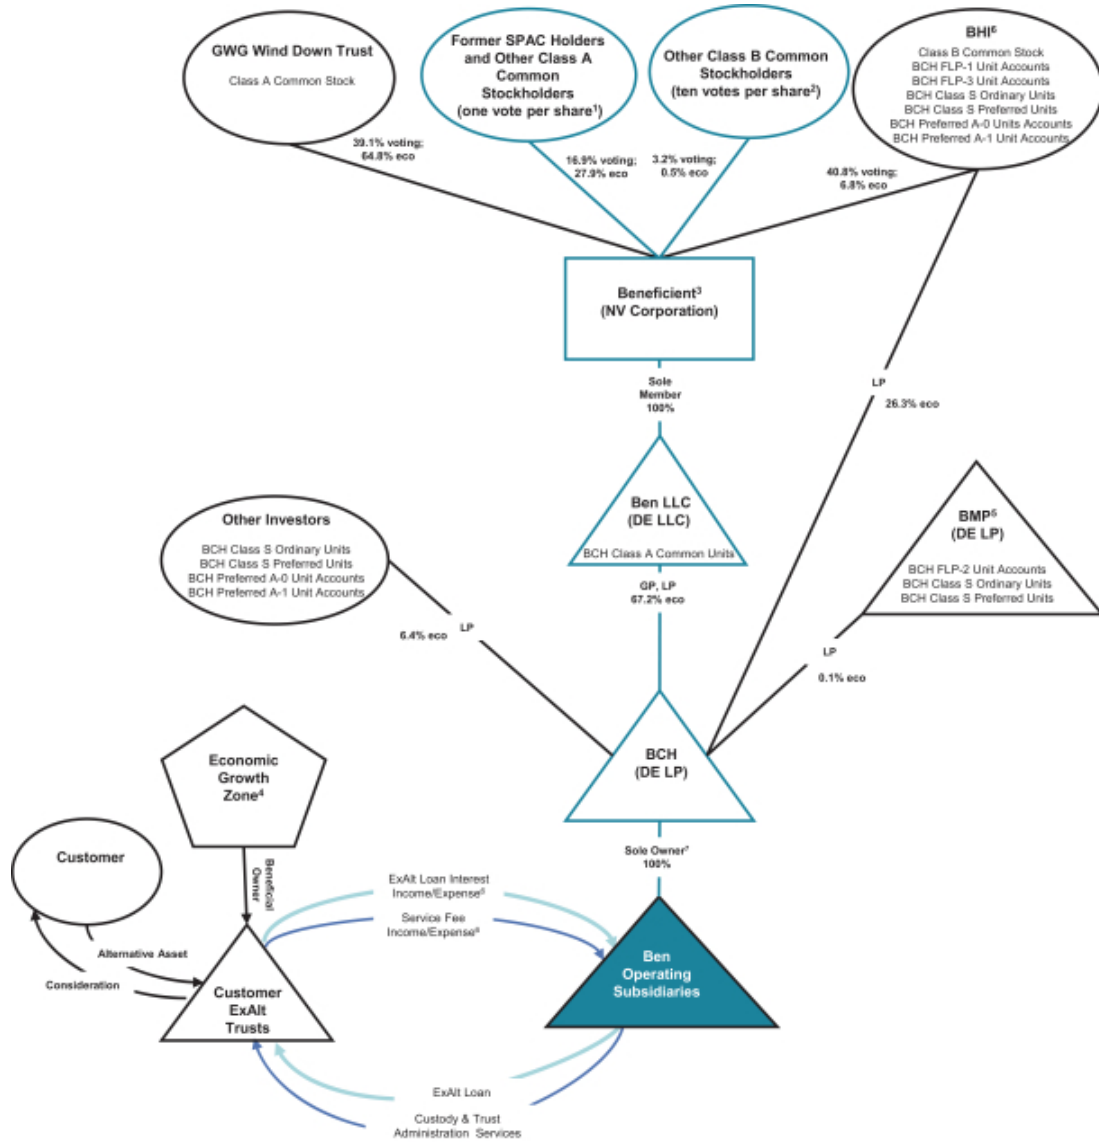 GWG Wind Down Trust
Class A Common Stock
Former SPAC Holders
and Other Class A
Common
Stockholders
(one vote per share¹)
Other Class B Common
Stockholders
(ten votes per share²)
BHI⁶
Class B Common Stock
BCH FLP-1 Unit Accounts
BCH FLP-3 Unit Accounts
BCH Class S Ordinary Units
BCH Class S Preferred Units
BCH Preferred A-0 Units Accounts
BCH Preferred A-1 Unit Accounts
39.1% voting;
64.8% eco
16.9% voting;
27.9% eco
3.2% voting;
0.5% eco
40.8% voting;
6.8% eco
Beneficient³
(NV Corporation)
Sole
Member
100%
LP
26.3% eco
Ben LLC
(DE LLC)
BCH Class A Common Units
GP, LP
67.2% eco
Other Investors
BCH Class S Ordinary Units
BCH Class S Preferred Units
BCH Preferred A-0 Unit Accounts
BCH Preferred A-1 Unit Accounts
BMP⁵
(DE LP)
BCH FLP-2 Unit Accounts
BCH Class S Ordinary Units
BCH Class S Preferred Units
LP
6.4% eco
LP
0.1% eco
BCH
(DE LP)
Sole Owner⁷
100%
Economic
Growth
Zone⁴
Beneficial
Owner
Customer
Alternative Asset
Consideration
Customer
ExAlt
Trusts
ExAlt Loan Interest
Income/Expense
Service Fee
Income/Expense
Ben
Operating
Subsidiaries
ExAlt Loan
Custody & Trust
Administration Services